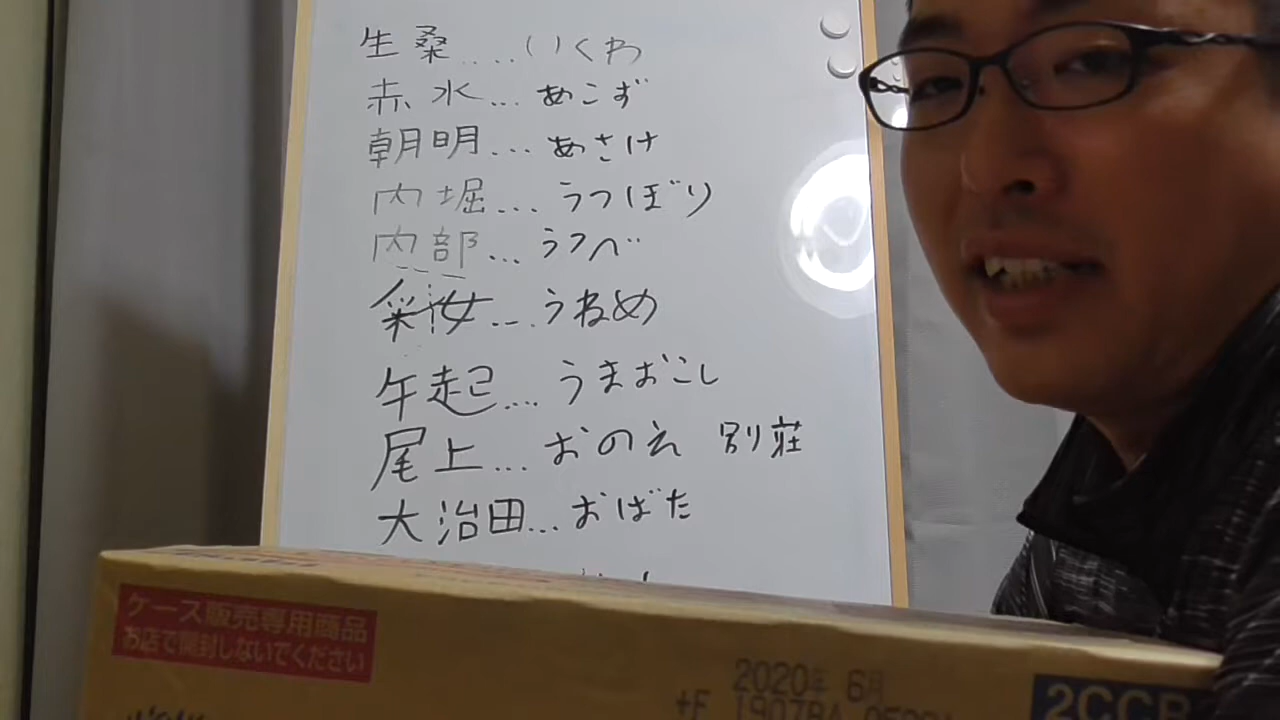 生桑....いくわ
赤水...あこず
朝明...あさけ
内堀...うつぼり
内部...うつべ
采女...うねめ
午起...うまおこし
尾上...おのえ 別荘
大治田...おばた
ケース販売専用商品
お店で開封しないでください
2020年 6月
+F
2CCB